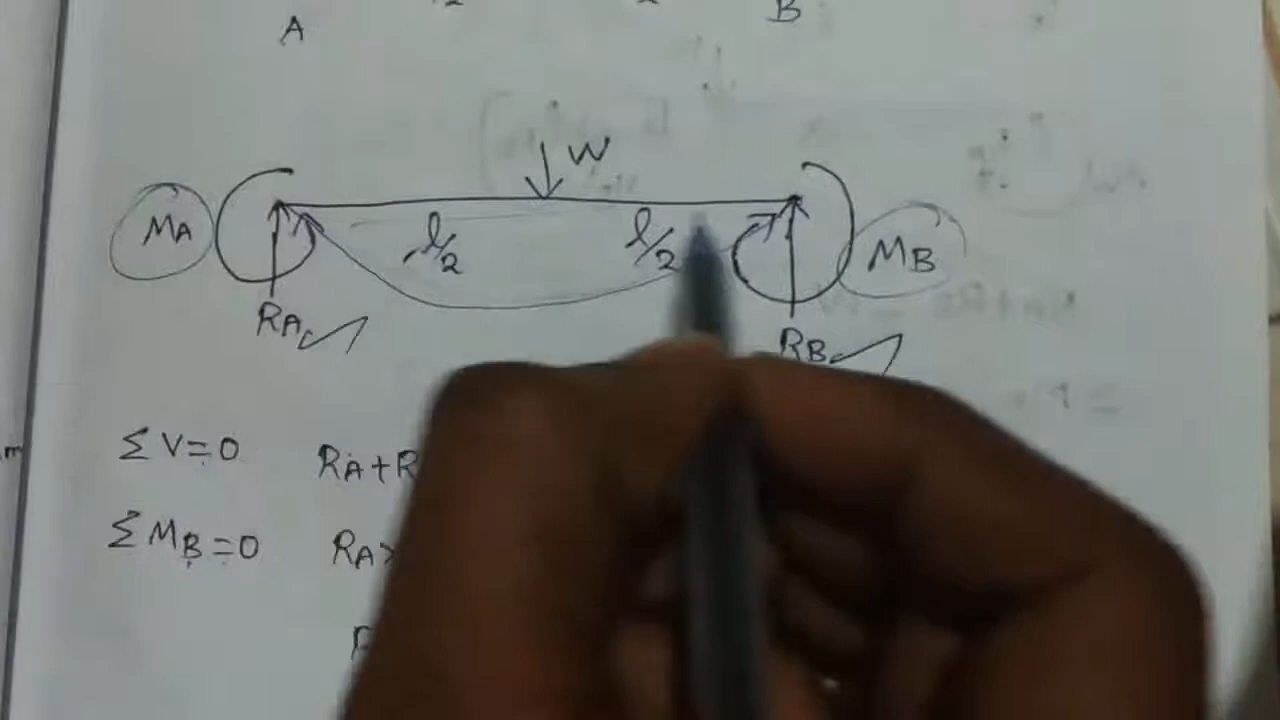 A B
W
MA l/2 l/2 MB
RA RB
ΣV=0 RA+R
ΣMB=0 RA×
m